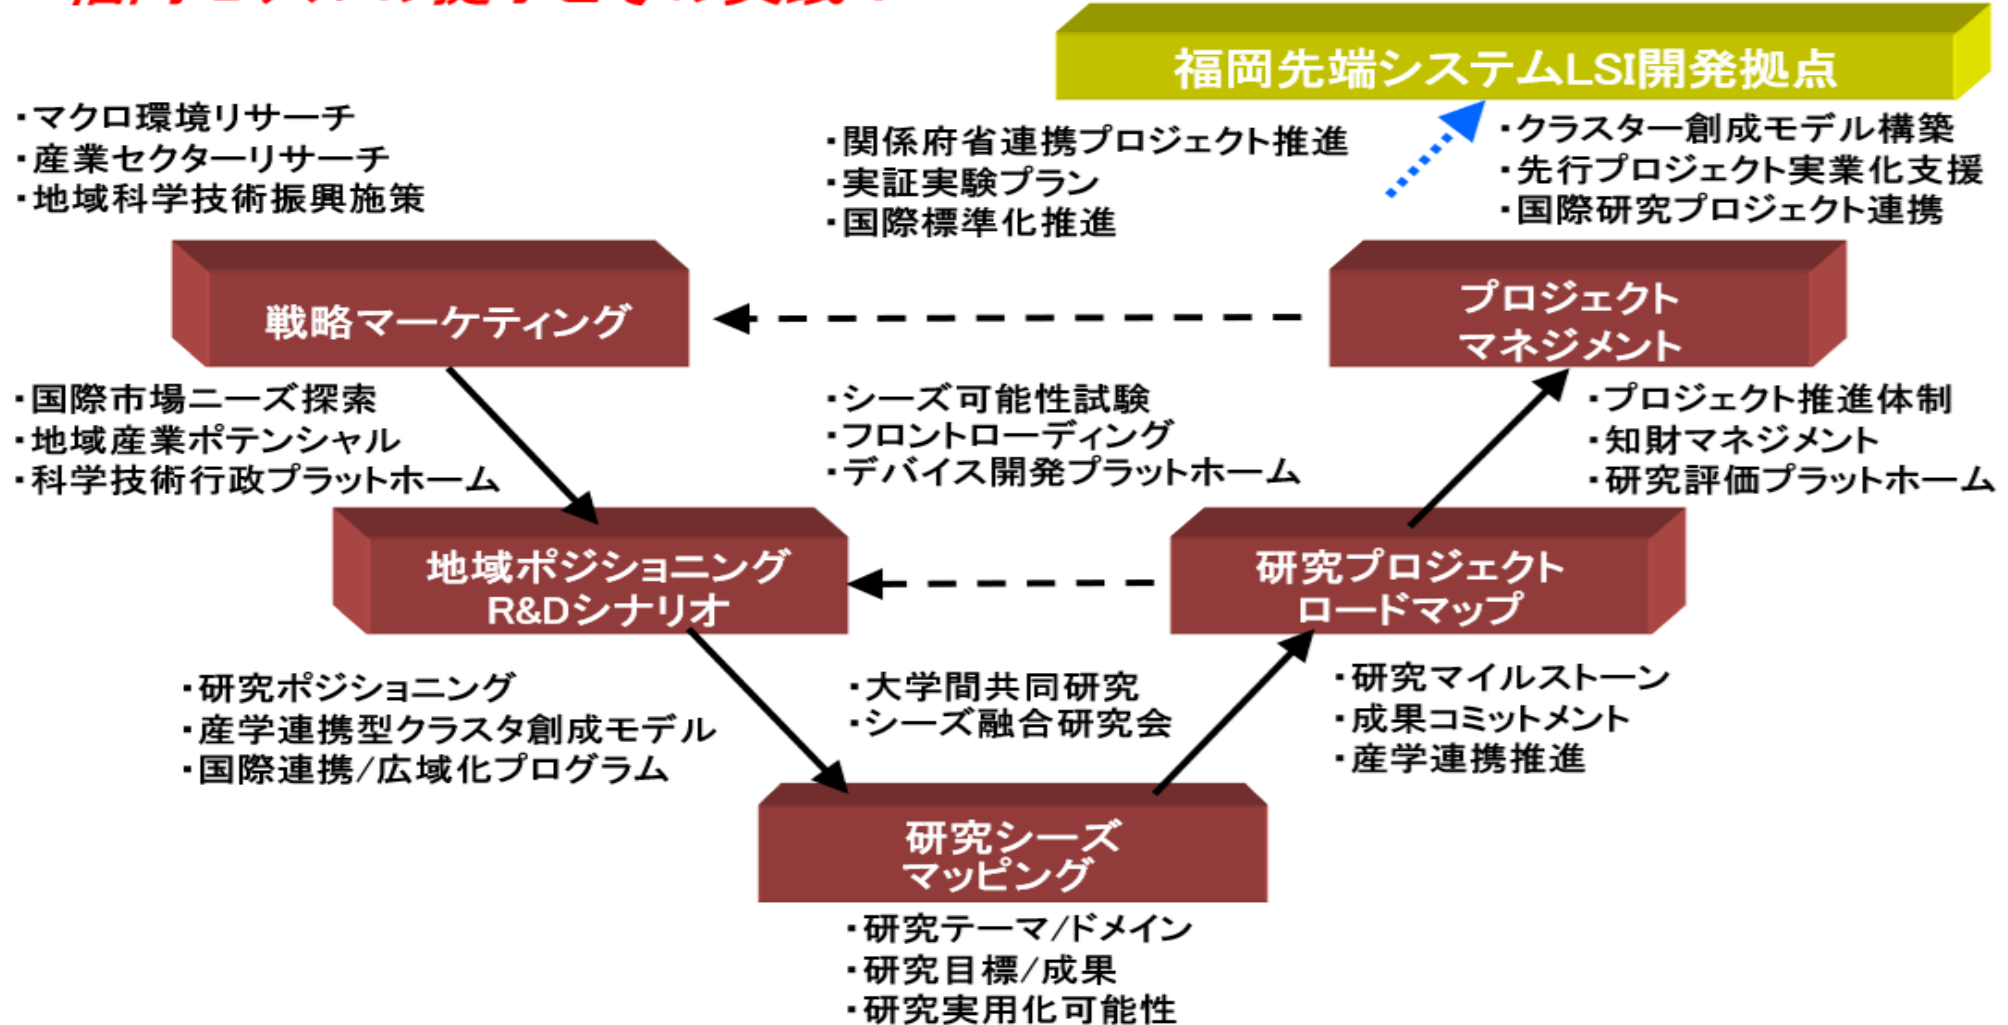 福岡先端システムLSI開発拠点
・マクロ環境リサーチ
・産業セクターリサーチ
・地域科学技術振興施策
・関係府省連携プロジェクト推進
・実証実験プラン
・国際標準化推進
・クラスター創成モデル構築
・先行プロジェクト実業化支援
・国際研究プロジェクト連携
戦略マーケティング
プロジェクト
マネジメント
・国際市場ニーズ探索
・地域産業ポテンシャル
・科学技術行政プラットホーム
・シーズ可能性試験
・フロントローディング
・デバイス開発プラットホーム
・プロジェクト推進体制
・知財マネジメント
・研究評価プラットホーム
地域ポジショニング
R&Dシナリオ
研究プロジェクト
ロードマップ
・研究ポジショニング
・産学連携型クラスタ創成モデル
・国際連携/広域化プログラム
・大学間共同研究
・シーズ融合研究会
・研究マイルストーン
・成果コミットメント
・産学連携推進
研究シーズ
マッピング
・研究テーマ/ドメイン
・研究目標/成果
・研究実用化可能性